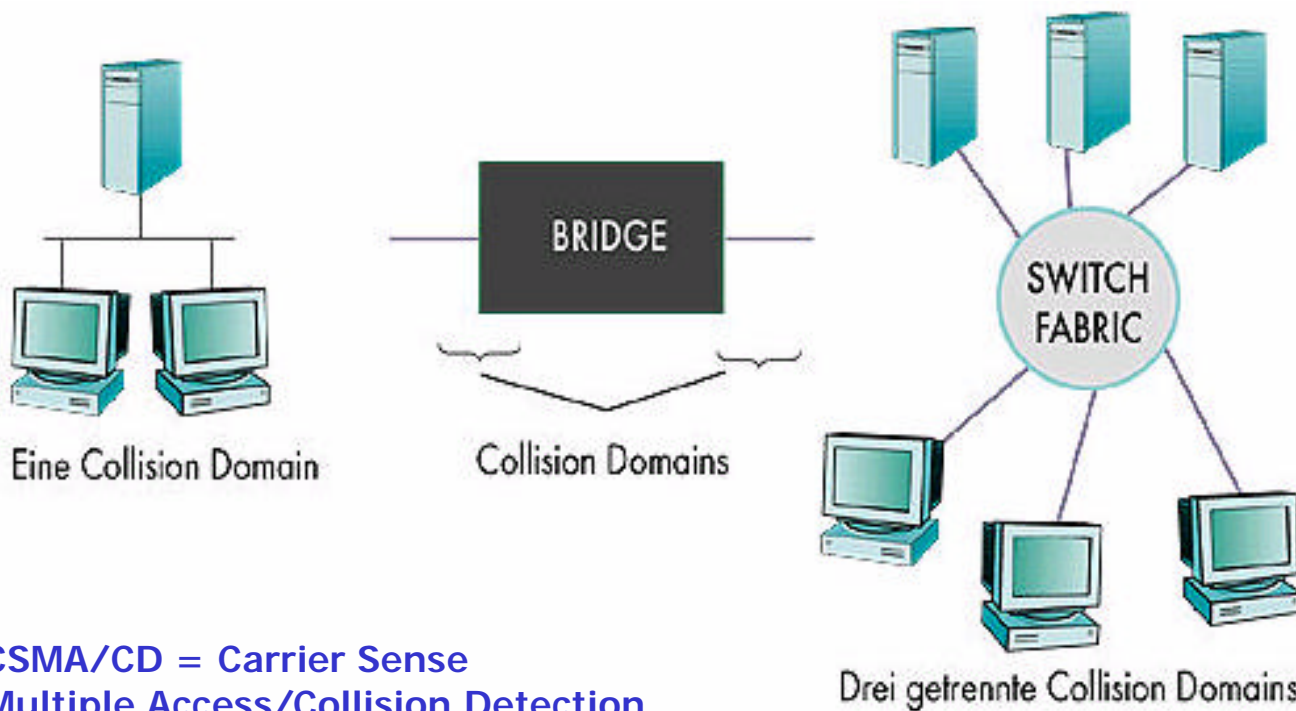 BRIDGE
SWITCH
FABRIC
Eine Collision Domain
Collision Domains
Drei getrennte Collision Domains
CSMA/CD = Carrier Sense
Multiple Access/Collision Detection